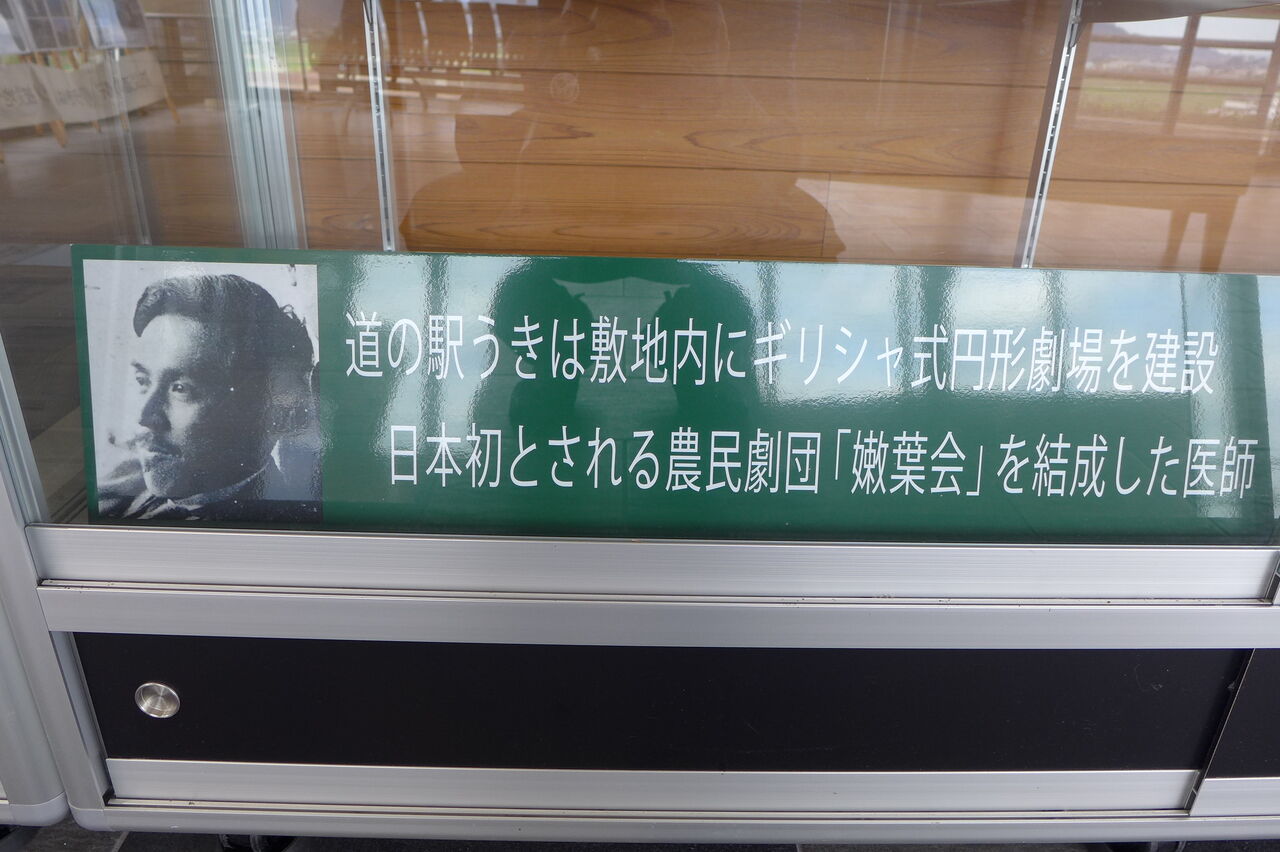 道の駅うきは敷地内にギリシャ式円形劇場を建設
日本初とされる農民劇団「嫩葉会」を結成した医師